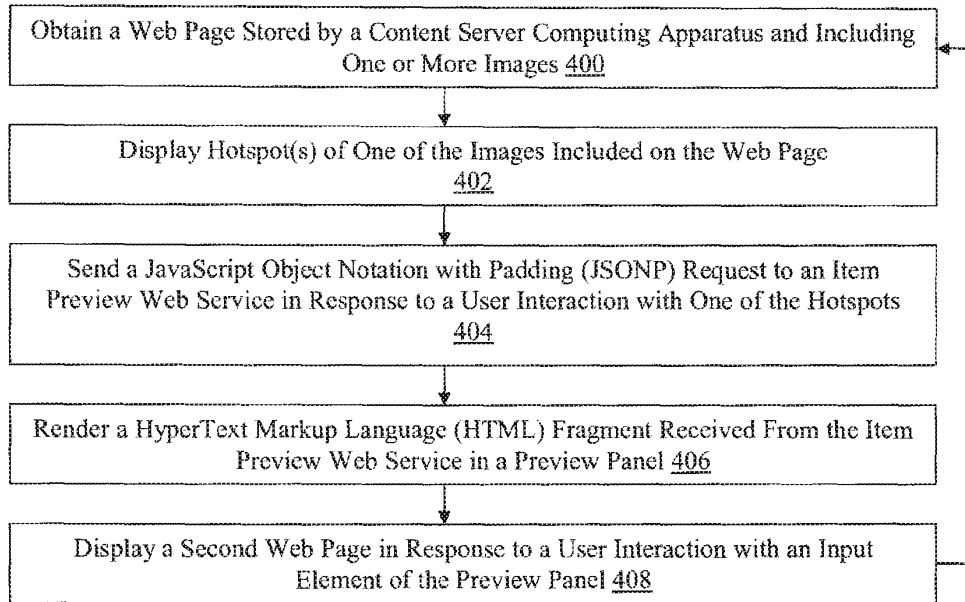 Obtain a Web Page Stored by a Content Server Computing Apparatus and Including
One or More Images 400
Display Hotspot(s) of One of the Images Included on the Web Page
402
Send a JavaScript Object Notation with Padding (JSONP) Request to an Item
Preview Web Service in Response to a User Interaction with One of the Hotspots
404
Render a HyperText Markup Language (HTML) Fragment Received From the Item
Preview Web Service in a Preview Panel 406
Display a Second Web Page in Response to a User Interaction with an Input
Element of the Preview Panel 408